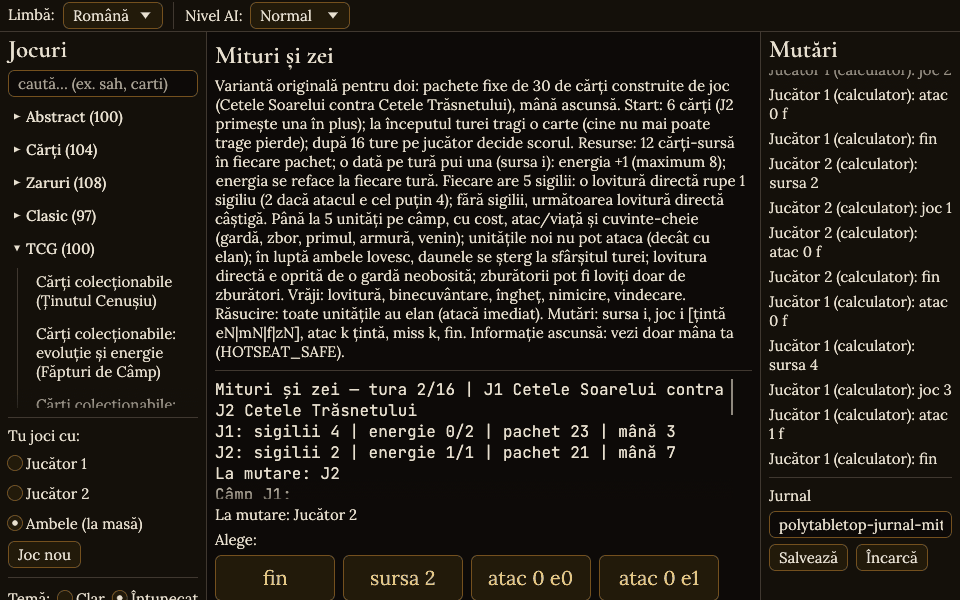 Limbă: Română ▼ Nivel AI: Normal ▼
Jocuri
caută... (ex. sah, carti)
▸ Abstract (100)
▸ Cărți (104)
▸ Zaruri (108)
▸ Clasic (97)
▾ TCG (100)
Cărți colecționabile
(Ținutul Cenușiu)
Cărți colecționabile:
evoluție și energie
(Făpturi de Câmp)
Cărți colecționabile:
Tu joci cu:
Jucător 1
Jucător 2
Ambele (la masă)
Joc nou
Temă: Clar Întunecat
Mituri și zei
Variantă originală pentru doi: pachete fixe de 30 de cărți construite de joc
(Cetele Soarelui contra Cetele Trăsnetului), mână ascunsă. Start: 6 cărți (J2
primește una în plus); la începutul turei tragi o carte (cine nu mai poate
trage pierde); după 16 ture pe jucător decide scorul. Resurse: 12 cărți-sursă
în fiecare pachet; o dată pe tură pui una (sursa i): energia +1 (maximum 8);
energia se reface la fiecare tură. Fiecare are 5 sigilii: o lovitură directă rupe 1
sigiliu (2 dacă atacul e cel puțin 4); fără sigilii, următoarea lovitură directă
câștigă. Până la 5 unități pe câmp, cu cost, atac/viață și cuvinte-cheie
(gardă, zbor, primul, armură, venin); unitățile noi nu pot ataca (decât cu
elan); în luptă ambele lovesc, daunele se șterg la sfârșitul turei; lovitura
directă e oprită de o gardă neobosită; zburătorii pot fi loviți doar de
zburători. Vrăji: lovitură, binecuvântare, îngheț, nimicire, vindecare.
Răsucire: toate unitățile au elan (atacă imediat). Mutări: sursa i, joc i [țintă
eN|mN|f|zN], atac k țintă, miss k, fin. Informație ascunsă: vezi doar mâna ta
(HOTSEAT_SAFE).
Mituri și zei — tura 2/16 | J1 Cetele Soarelui contra
J2 Cetele Trăsnetului
J1: sigilii 4 | energie 0/2 | pachet 23 | mână 3
J2: sigilii 2 | energie 1/1 | pachet 21 | mână 7
La mutare: J2
Câmp J1:
La mutare: Jucător 2
Alege:
fin
sursa 2
atac 0 e0
atac 0 e1
Mutări
Jucător 1 (calculator): joc 2
Jucător 1 (calculator): atac
0 f
Jucător 1 (calculator): fin
Jucător 2 (calculator):
sursa 2
Jucător 2 (calculator): joc 1
Jucător 2 (calculator):
atac 0 f
Jucător 2 (calculator): fin
Jucător 1 (calculator): atac
0 f
Jucător 1 (calculator):
sursa 4
Jucător 1 (calculator): joc 3
Jucător 1 (calculator): atac
1 f
Jucător 1 (calculator): fin
Jurnal
polytabletop-jurnal-mit
Salvează
Încarcă